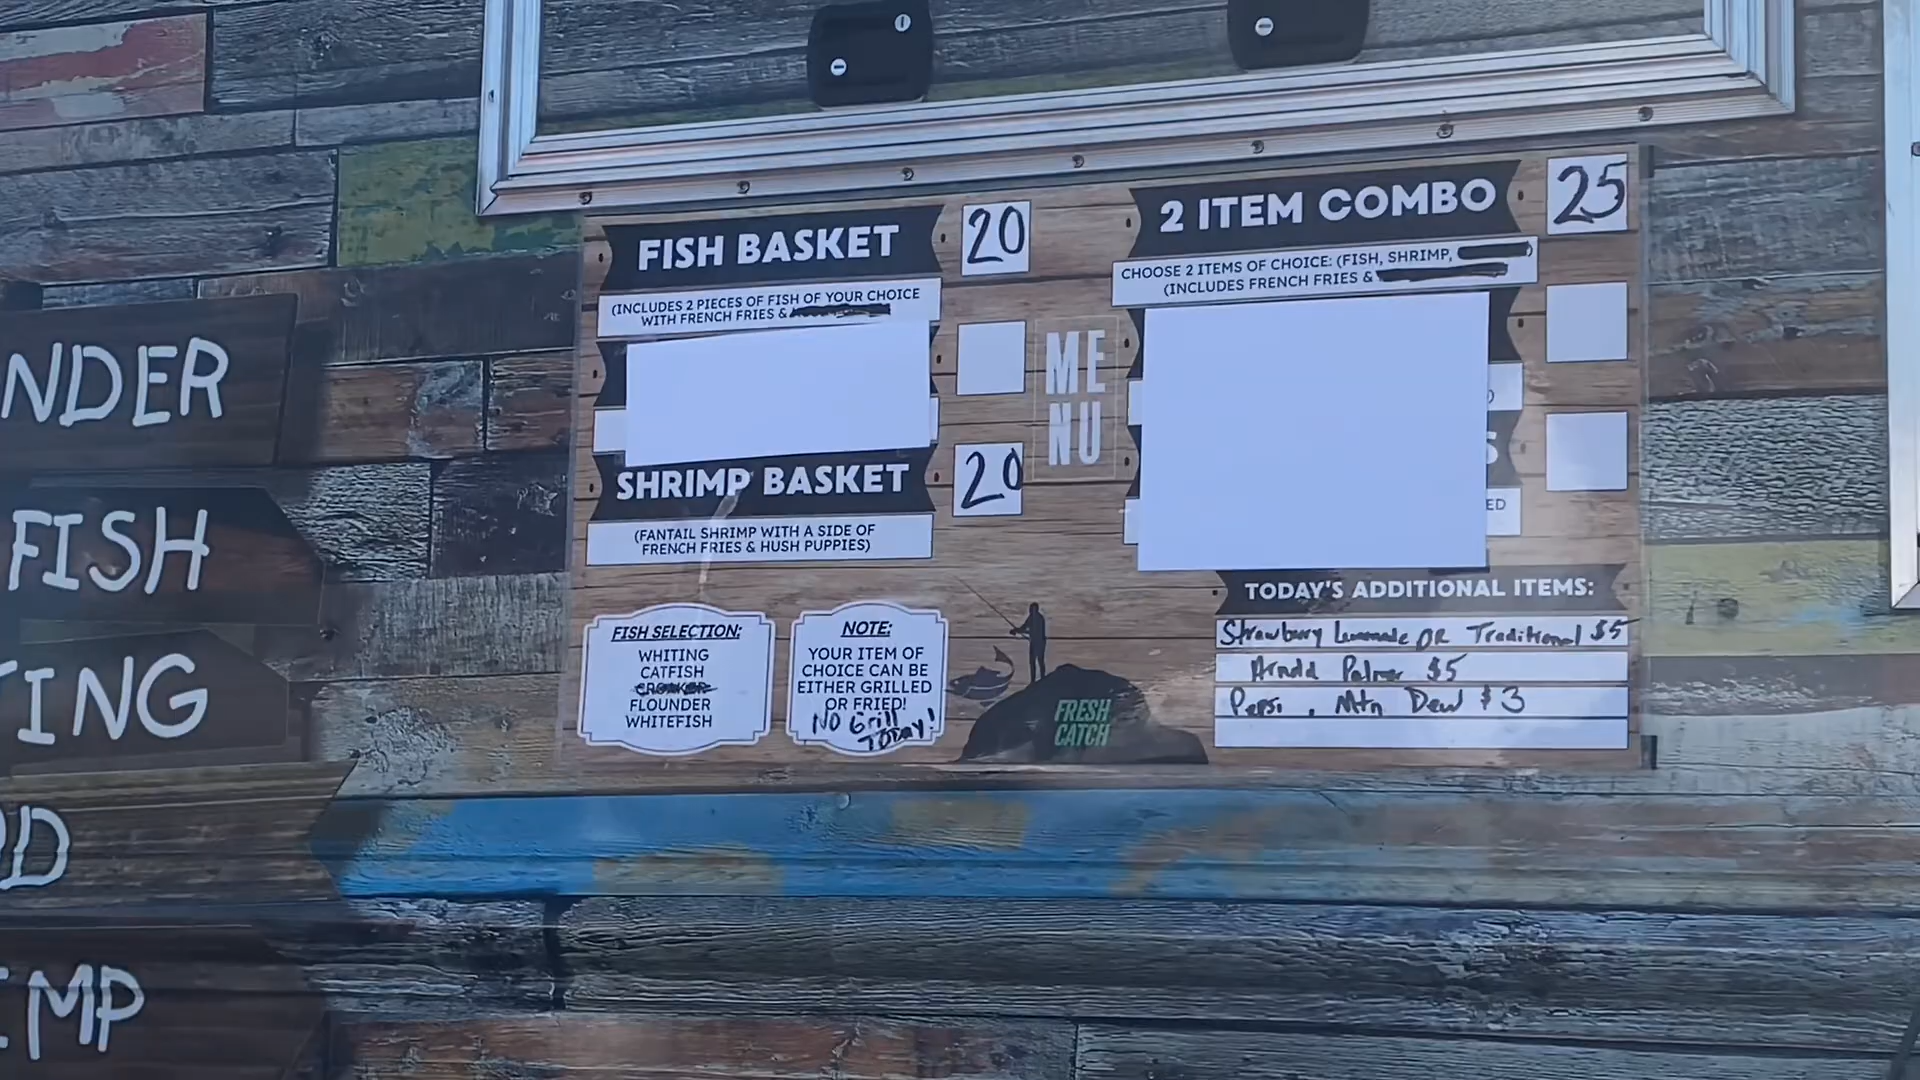 NDER
FISH
TING
OD
IMP
FISH BASKET
20
(INCLUDES 2 PIECES OF FISH OF YOUR CHOICE
WITH FRENCH FRIES &
SHRIMP BASKET
20
(FANTAIL SHRIMP WITH A SIDE OF
FRENCH FRIES & HUSH PUPPIES)
FISH SELECTION:
WHITING
CATFISH
CROAKER
FLOUNDER
WHITEFISH
NOTE:
YOUR ITEM OF
CHOICE CAN BE
EITHER GRILLED
OR FRIED!
NO Grill
TODAY!
ME
NU
FRESH
CATCH
2 ITEM COMBO
25
CHOOSE 2 ITEMS OF CHOICE: (FISH, SHRIMP,
(INCLUDES FRENCH FRIES &
)
S
ED
TODAY'S ADDITIONAL ITEMS:
Strawbury Lemonade OR Traditional $5
Arnold Palmer $5
Pepsi, Mtn Dew $3